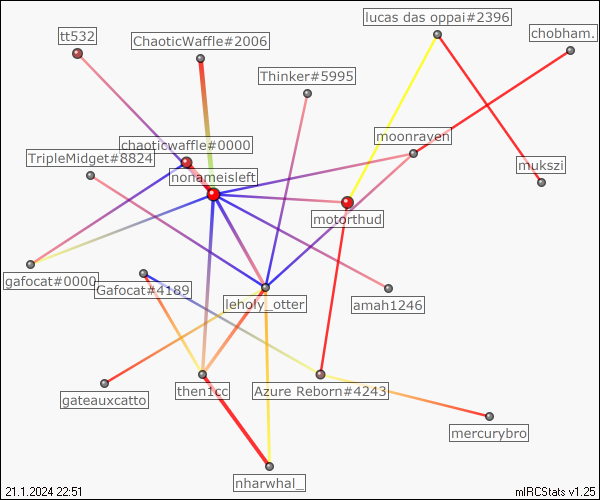 lucas das oppai#2396
tt532
chobham.
ChaoticWaffle#2006
Thinker#5995
moonraven
chaoticwaffle#0000
TripleMidget#8824
mukszi
nonameisleft
motorthud
gafocat#0000
Gafocat#4189
leholy_otter
amah1246
gateauxcatto
then1cc
Azure Reborn#4243
mercurybro
nharwhal_
21.1.2024 22:51
mIRCStats v1.25